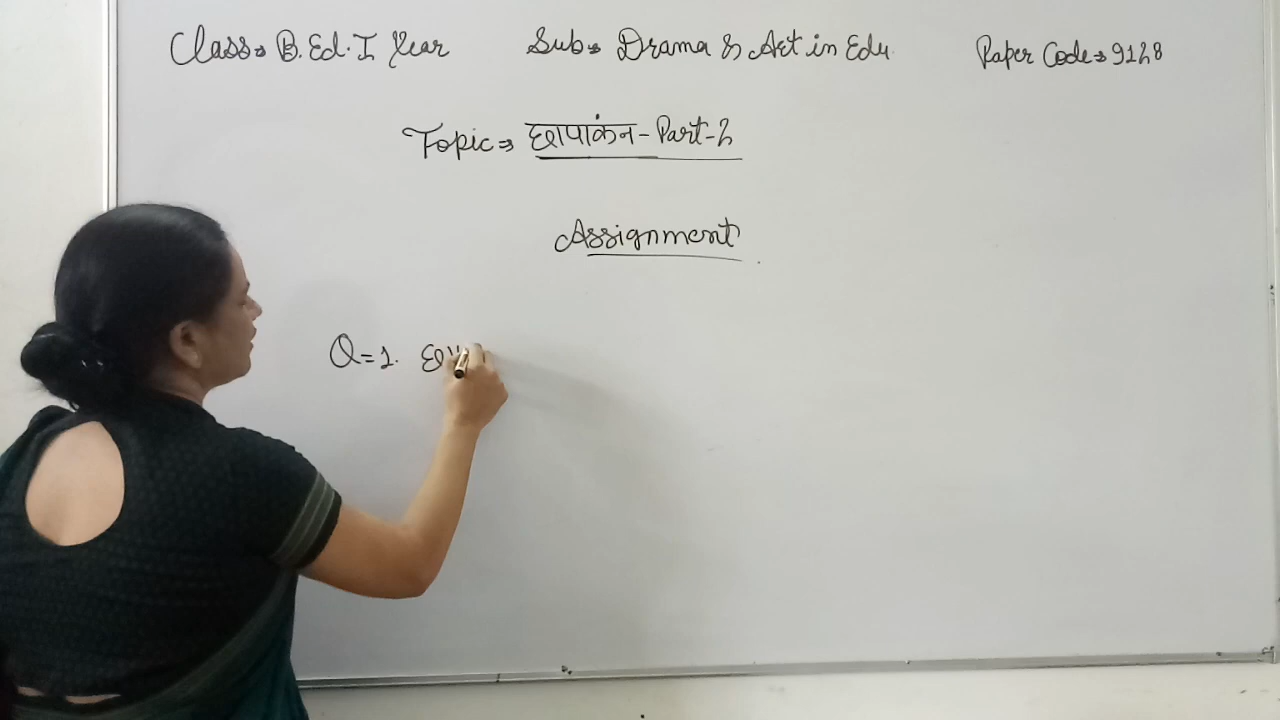 Class⇒ B.Ed. I Year Sub⇒ Drama & Art in Edu. Paper Code⇒ 9128
Topic⇒ छापांकन - Part-2
Assignment
Q=1.